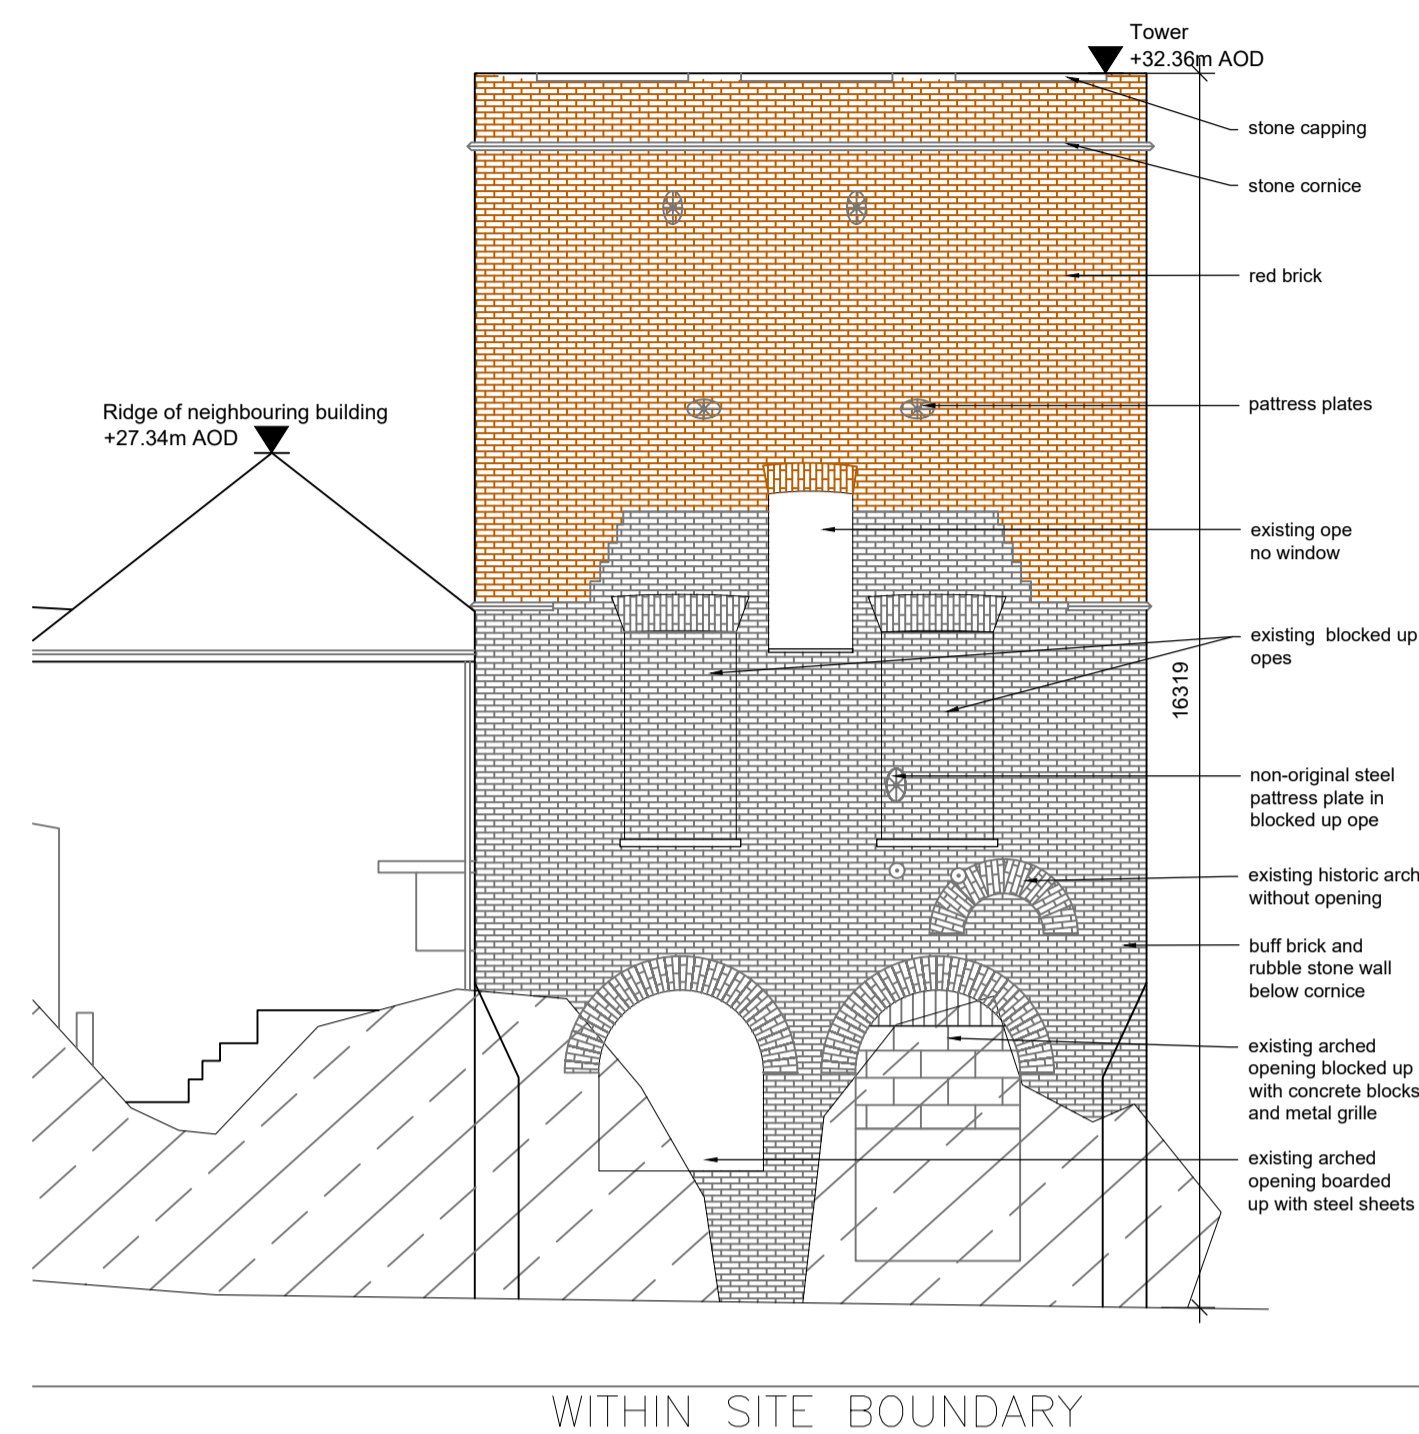 Tower
+32.36m AOD
stone capping
stone cornice
red brick
pattress plates
Ridge of neighbouring building
+27.34m AOD
existing ope
no window
existing blocked up
opes
16319
non-original steel
pattress plate in
blocked up ope
existing historic arch
without opening
buff brick and
rubble stone wall
below cornice
existing arched
opening blocked up
with concrete blocks
and metal grille
existing arched
opening boarded
up with steel sheets
WITHIN SITE BOUNDARY